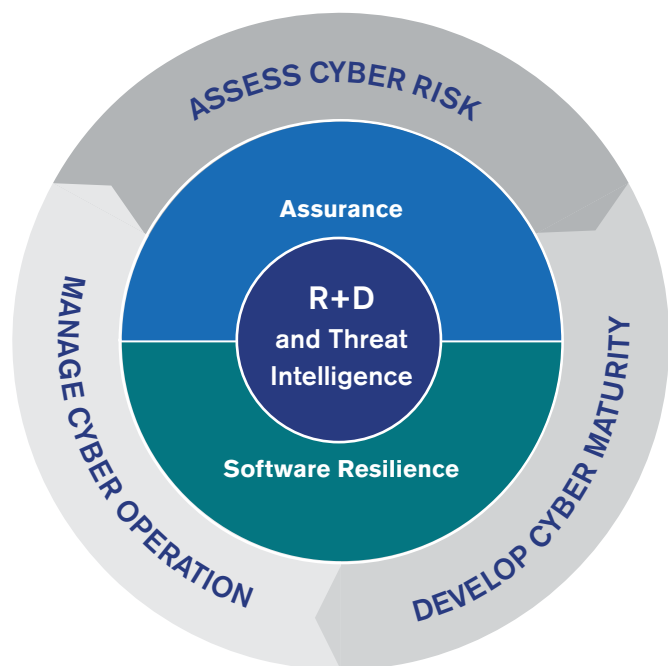 ASSESS CYBER RISK
Assurance
R+D
and Threat
Intelligence
Software Resilience
MANAGE CYBER OPERATION
DEVELOP CYBER MATURITY